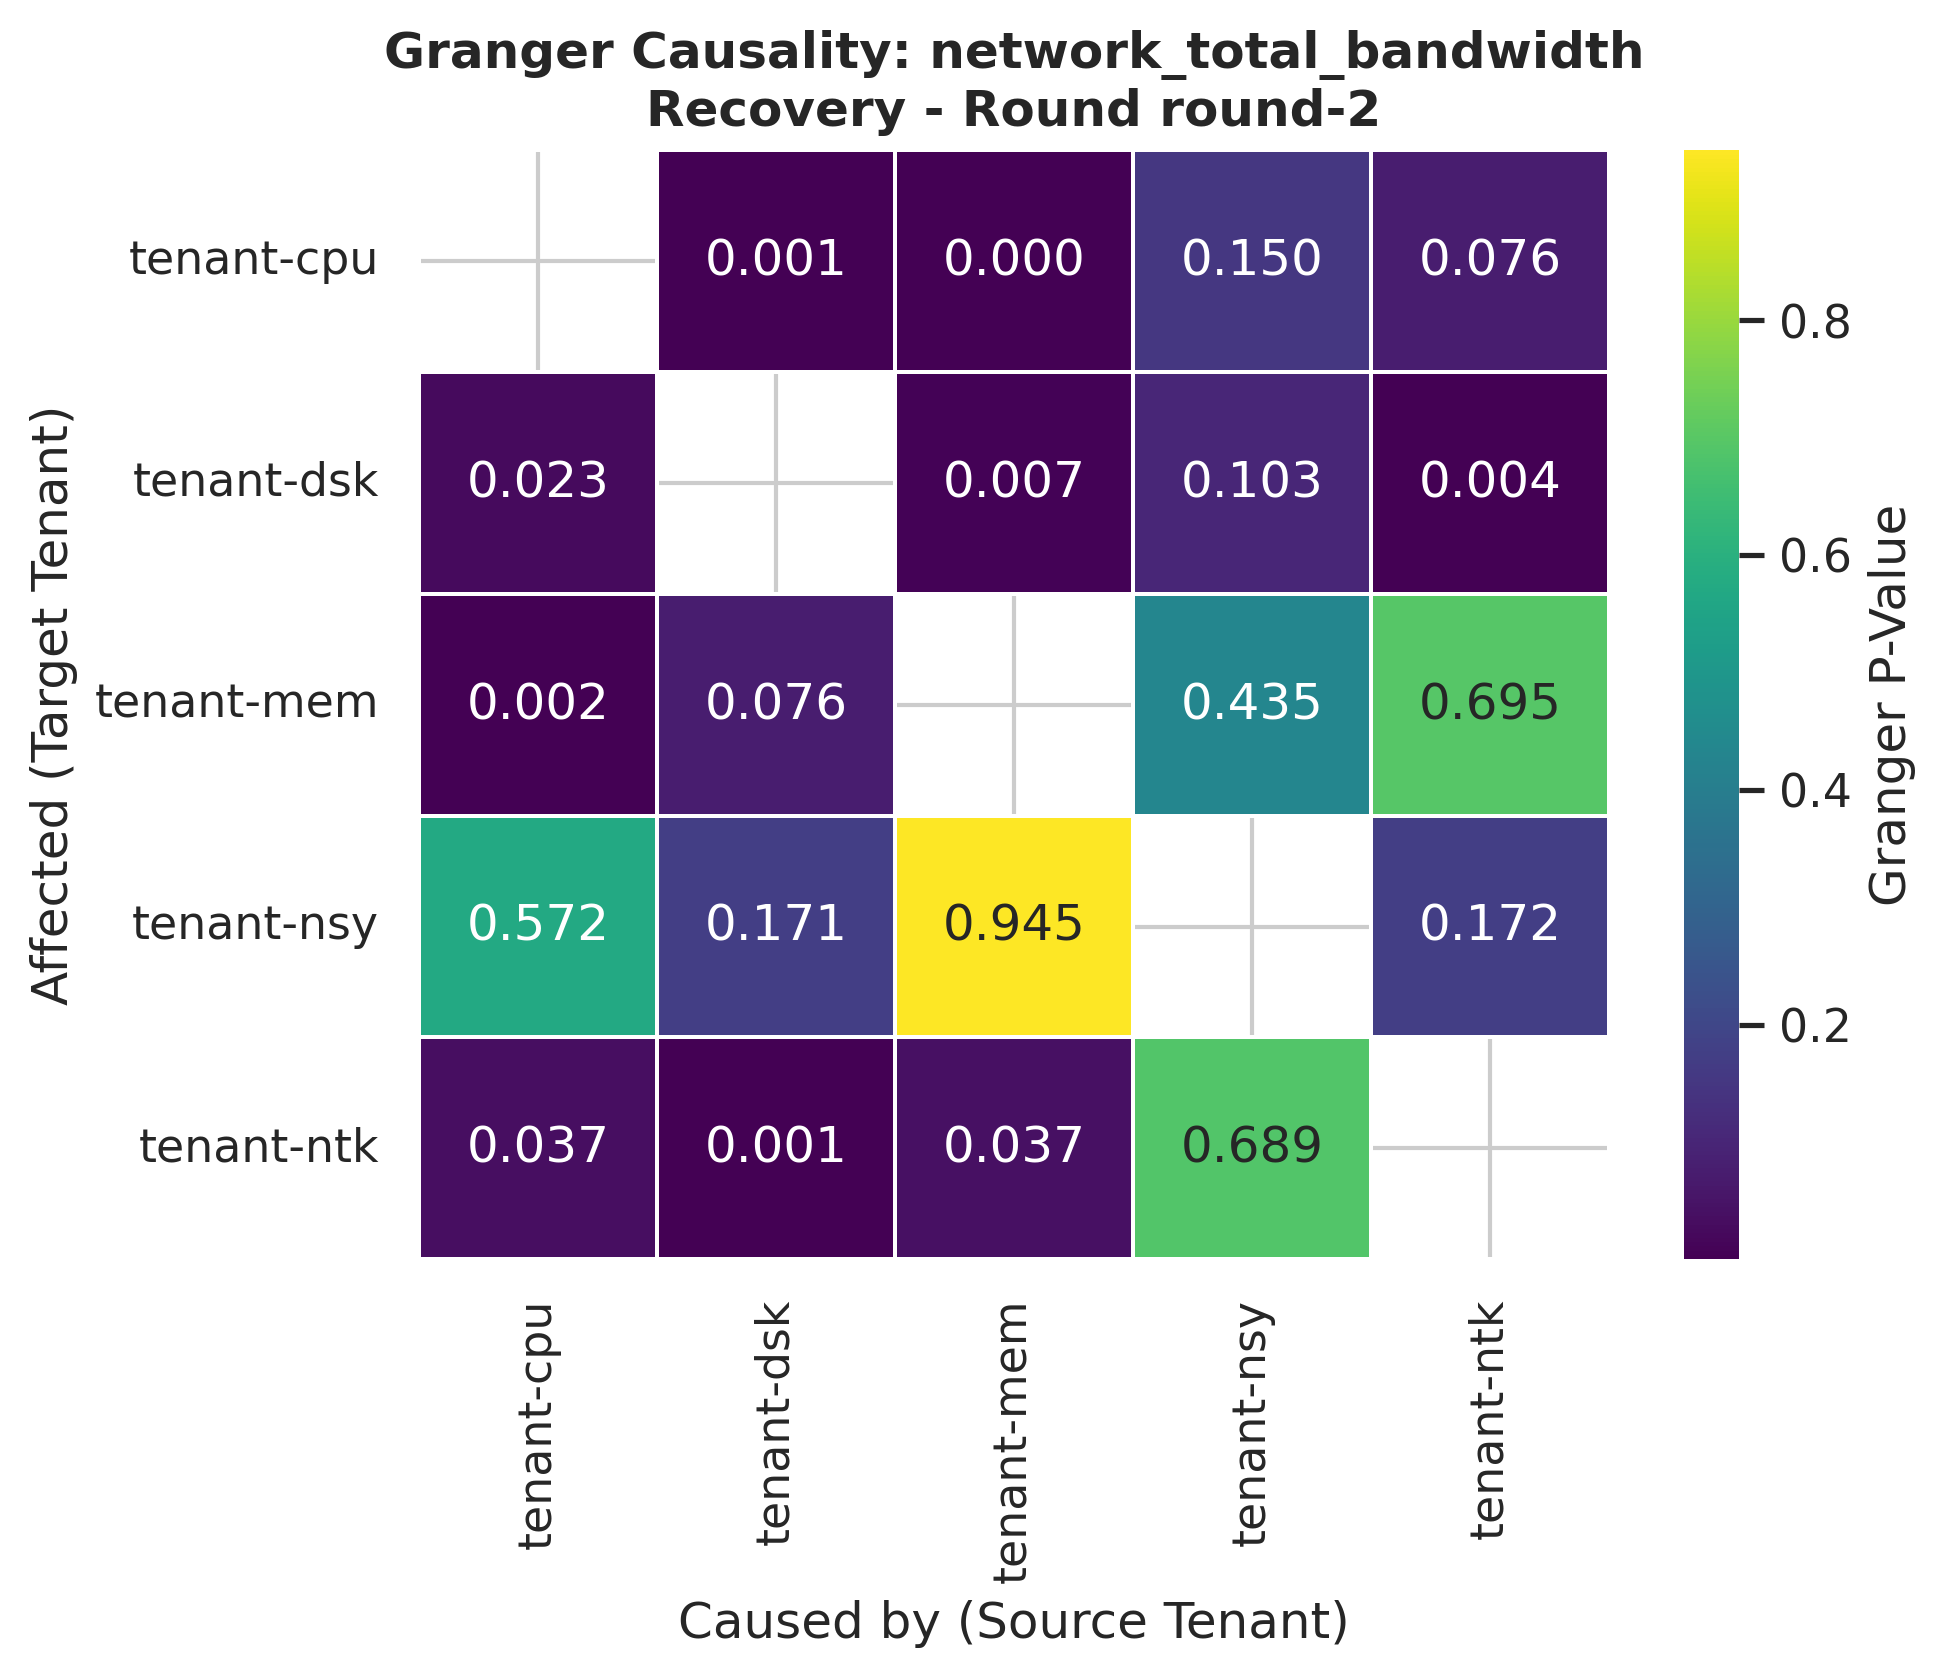 Granger Causality: network_total_bandwidth
Recovery - Round round-2
Affected (Target Tenant)
tenant-cpu 0.001 0.000 0.150 0.076
tenant-dsk 0.023 0.007 0.103 0.004
tenant-mem 0.002 0.076 0.435 0.695
tenant-nsy 0.572 0.171 0.945 0.172
tenant-ntk 0.037 0.001 0.037 0.689
tenant-cpu
tenant-dsk
tenant-mem
tenant-nsy
tenant-ntk
Caused by (Source Tenant)
0.8
0.6
0.4
0.2
Granger P-Value